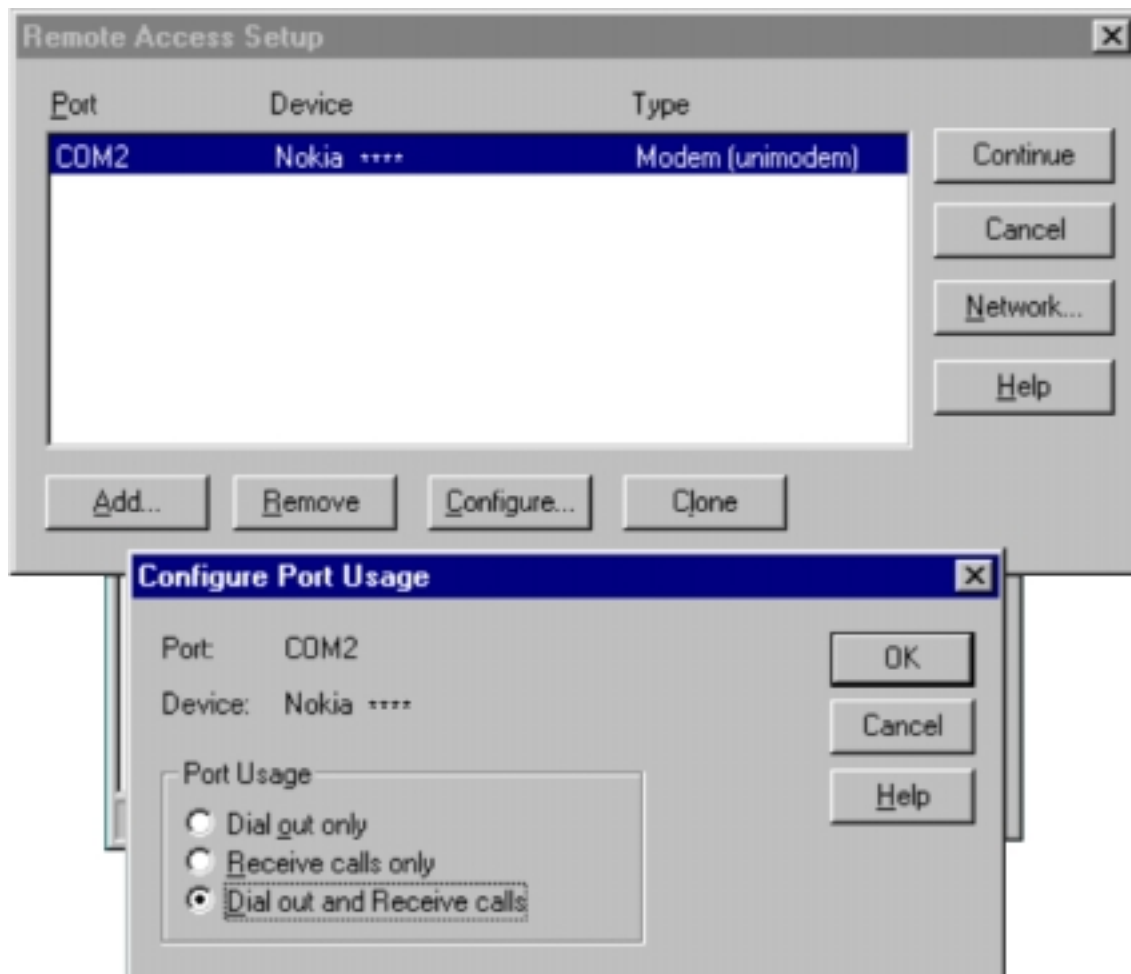 Remote Access Setup
Port Device Type
COM2 Nokia **** Modem (unimodem)
Continue
Cancel
Network...
Help
Add... Remove Configure... Clone
Configure Port Usage
Port: COM2
OK
Device: Nokia ****
Cancel
Port Usage
Help
Dial out only
Receive calls only
Dial out and Receive calls